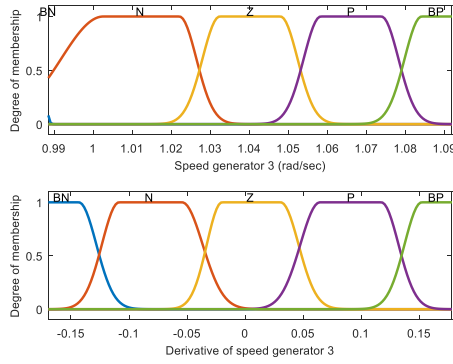 BN N Z P BP
1
0.5
0
0.99 1 1.01 1.02 1.03 1.04 1.05 1.06 1.07 1.08 1.09
Speed generator 3 (rad/sec)
Degree of membership
BN N Z P BP
1
0.5
0
-0.15 -0.1 -0.05 0 0.05 0.1 0.15
Derivative of speed generator 3
Degree of membership